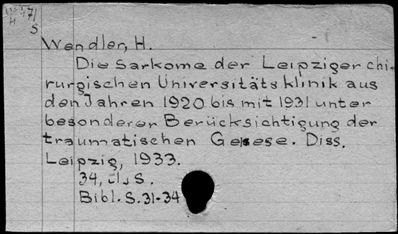 Wendler, H.
Die Sarkome der Leipziger chi-
rurgischen Universitätsklinik aus
den Jahren 1920 bis mit 1931 unter
besonderer Berücksichtigung der
traumatischen Genese. Diss.
Leipzig, 1933.
34, S.
Bibl. S. 31-34